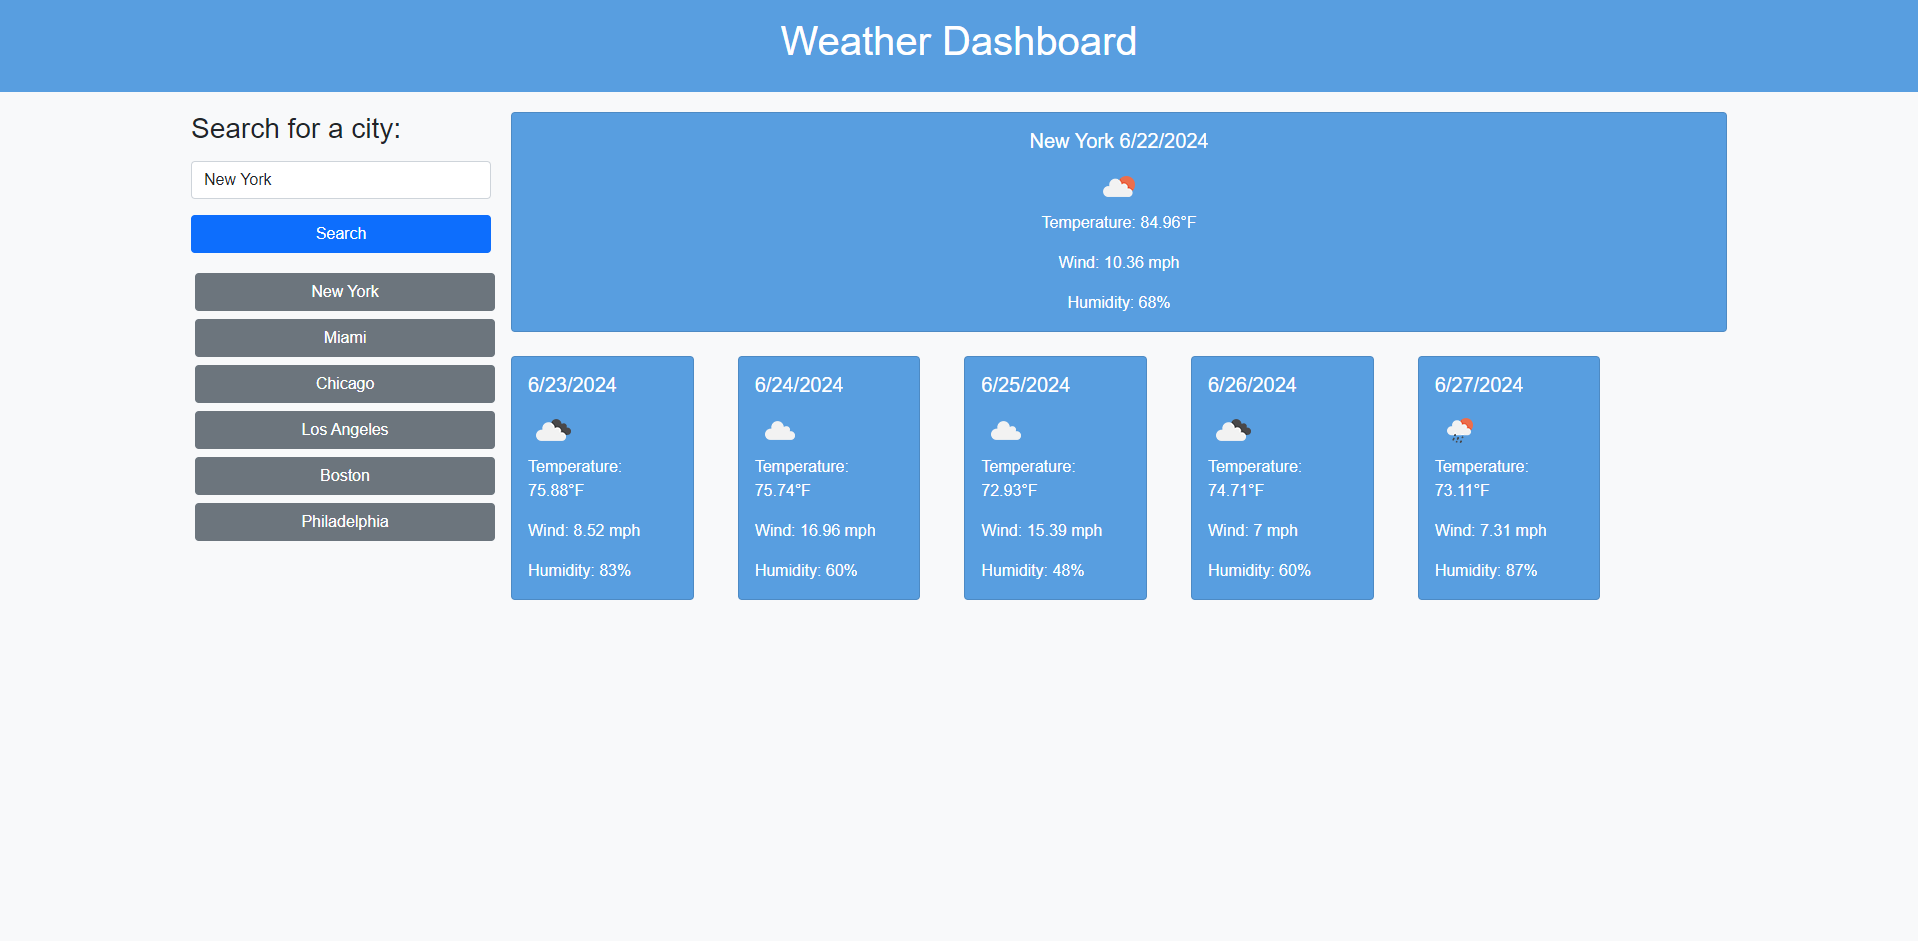 Weather Dashboard
Search for a city:
New York
Search
New York
Miami
Chicago
Los Angeles
Boston
Philadelphia
New York 6/22/2024
Temperature: 84.96°F
Wind: 10.36 mph
Humidity: 68%
6/23/2024
Temperature:
75.88°F
Wind: 8.52 mph
Humidity: 83%
6/24/2024
Temperature:
75.74°F
Wind: 16.96 mph
Humidity: 60%
6/25/2024
Temperature:
72.93°F
Wind: 15.39 mph
Humidity: 48%
6/26/2024
Temperature:
74.71°F
Wind: 7 mph
Humidity: 60%
6/27/2024
Temperature:
73.11°F
Wind: 7.31 mph
Humidity: 87%